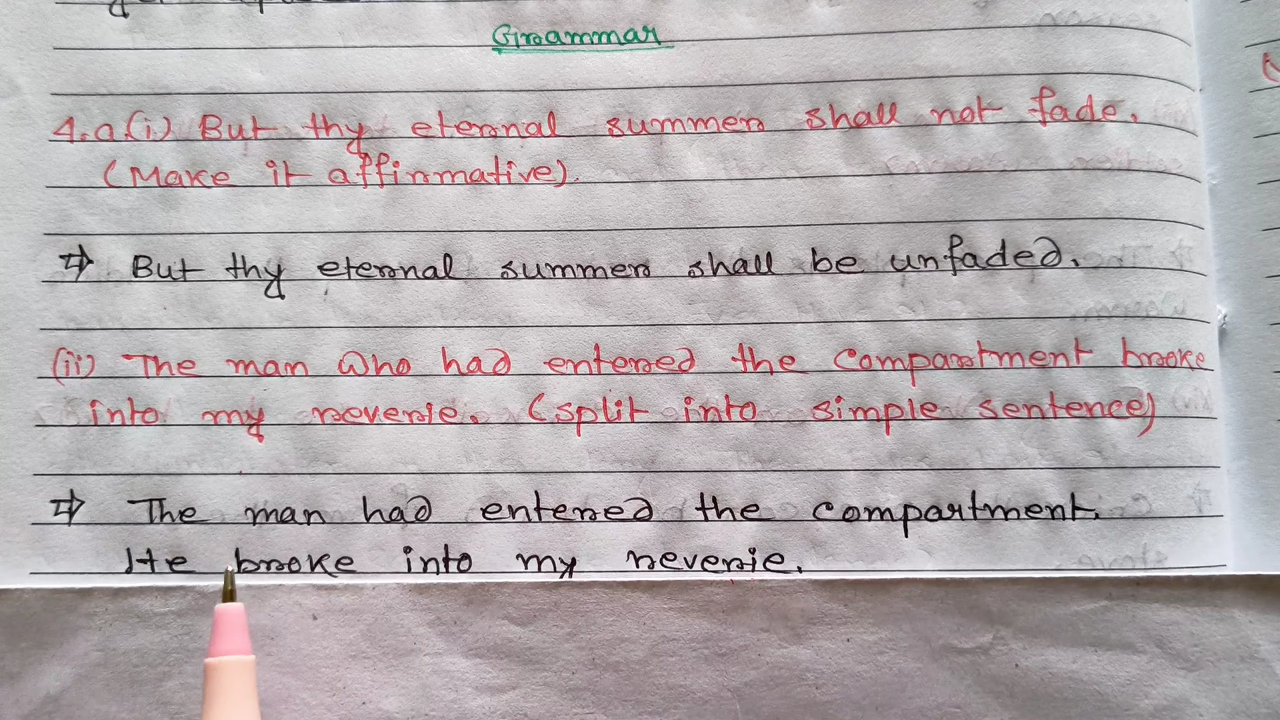 Grammar
4.a(i) But thy eternal summer shall not fade.
(Make it affirmative).
⇒ But thy eternal summer shall be unfaded.
(ii) The man who had entered the compartment broke
into my reverie. (split into simple sentence)
⇒ The man had entered the compartment.
He broke into my reverie.